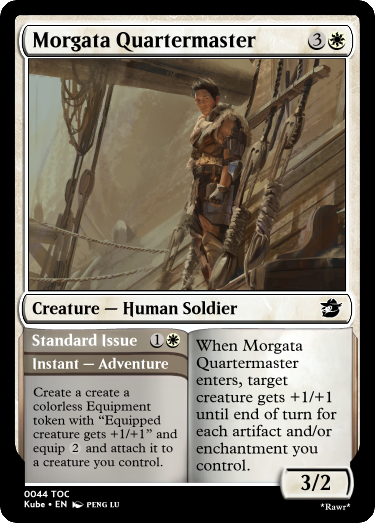 Morgata Quartermaster 3
Creature — Human Soldier
Standard Issue 1
Instant — Adventure
Create a create a
colorless Equipment
token with “Equipped
creature gets +1/+1” and
equip 2 and attach it to
a creature you control.
When Morgata
Quartermaster
enters, target
creature gets +1/+1
until end of turn for
each artifact and/or
enchantment you
control.
3/2
0044 TOC
Kube • EN PENG LU
*Rawr*